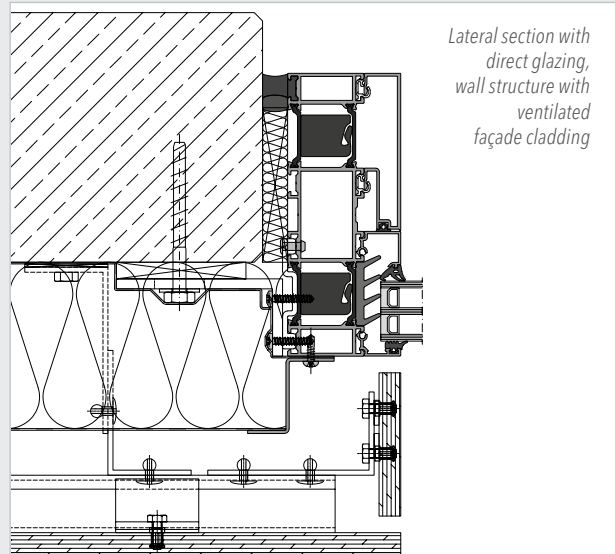 Lateral section with
direct glazing,
wall structure with
ventilated
façade cladding